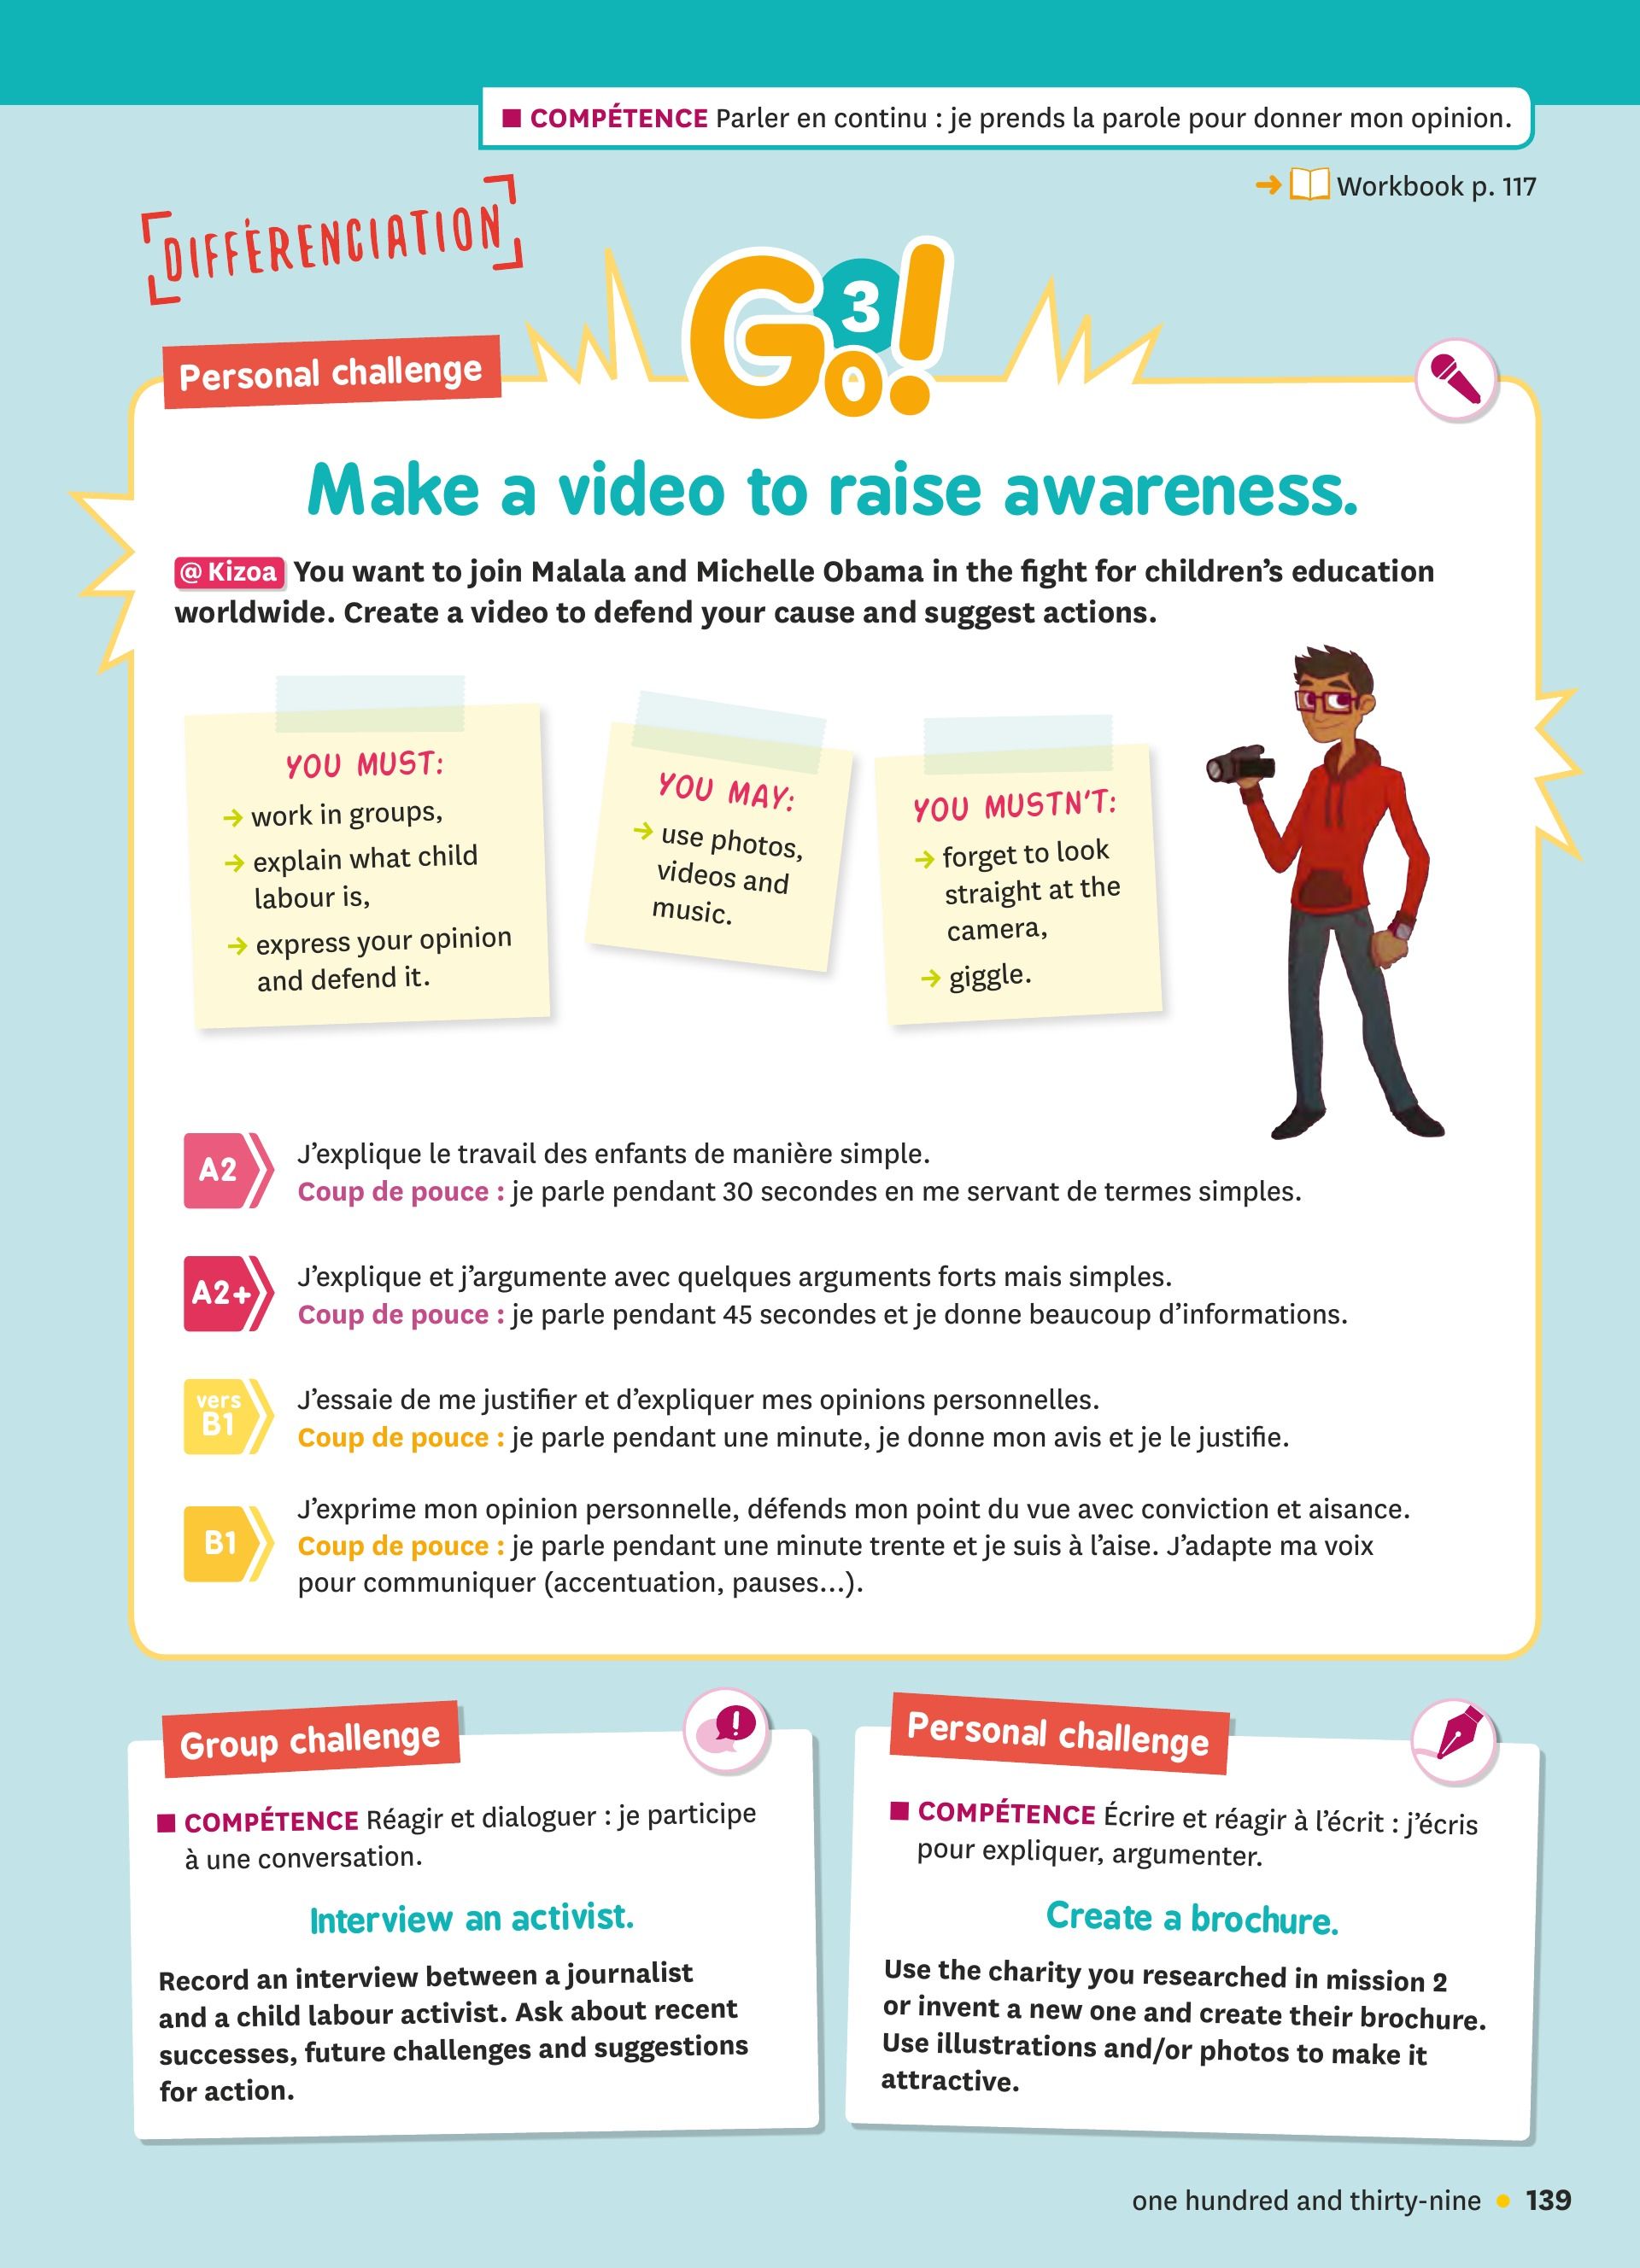 ■ COMPÉTENCE Parler en continu : je prends la parole pour donner mon opinion.
➜ Workbook p. 117
DIFFÉRENCIATION
Go! 3
Personal challenge
Make a video to raise awareness.
@ Kizoa You want to join Malala and Michelle Obama in the fight for children’s education
worldwide. Create a video to defend your cause and suggest actions.
YOU MUST:
→ work in groups,
→ explain what child
labour is,
→ express your opinion
and defend it.
YOU MAY:
→ use photos,
videos and
music.
YOU MUSTN’T:
→ forget to look
straight at the
camera,
→ giggle.
A2
J’explique le travail des enfants de manière simple.
Coup de pouce : je parle pendant 30 secondes en me servant de termes simples.
A2+
J’explique et j’argumente avec quelques arguments forts mais simples.
Coup de pouce : je parle pendant 45 secondes et je donne beaucoup d’informations.
vers
B1
J’essaie de me justifier et d’expliquer mes opinions personnelles.
Coup de pouce : je parle pendant une minute, je donne mon avis et je le justifie.
B1
J’exprime mon opinion personnelle, défends mon point du vue avec conviction et aisance.
Coup de pouce : je parle pendant une minute trente et je suis à l’aise. J’adapte ma voix
pour communiquer (accentuation, pauses…).
Group challenge
■ COMPÉTENCE Réagir et dialoguer : je participe
à une conversation.
Interview an activist.
Record an interview between a journalist
and a child labour activist. Ask about recent
successes, future challenges and suggestions
for action.
Personal challenge
■ COMPÉTENCE Écrire et réagir à l’écrit : j’écris
pour expliquer, argumenter.
Create a brochure.
Use the charity you researched in mission 2
or invent a new one and create their brochure.
Use illustrations and/or photos to make it
attractive.
one hundred and thirty-nine • 139